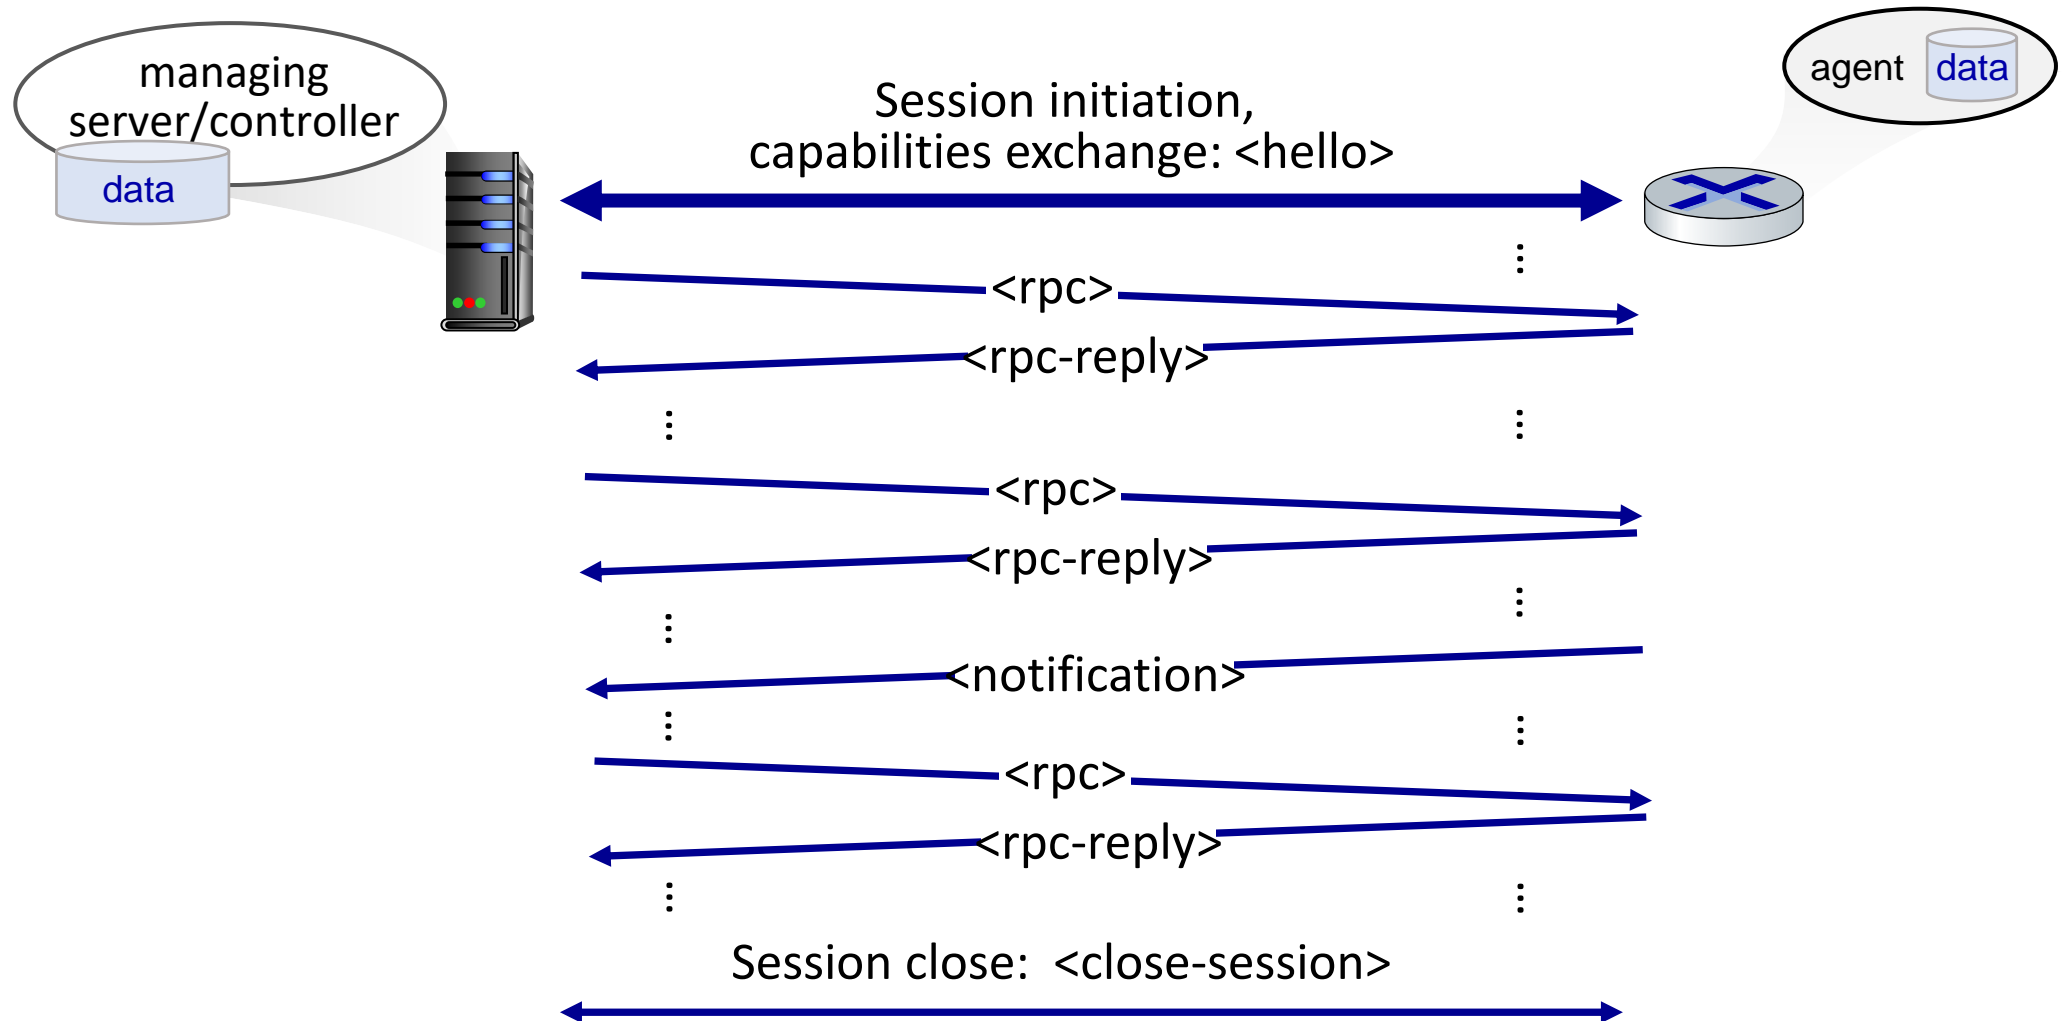 managing
server/controller
data
agent
data
Session initiation,
capabilities exchange: <hello>
<rpc>
<rpc-reply>
<rpc>
<rpc-reply>
<notification>
<rpc>
<rpc-reply>
Session close: <close-session>